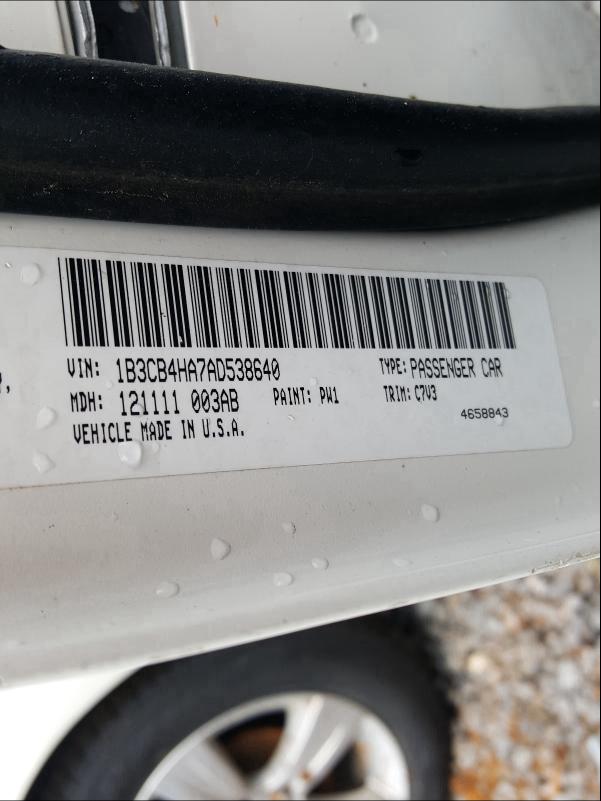 VIN: 1B3CB4HA7AD538640 TYPE: PASSENGER CAR
MDH: 121111 003AB PAINT: PW1 TRIM: C7V3
VEHICLE MADE IN U.S.A. 4658843